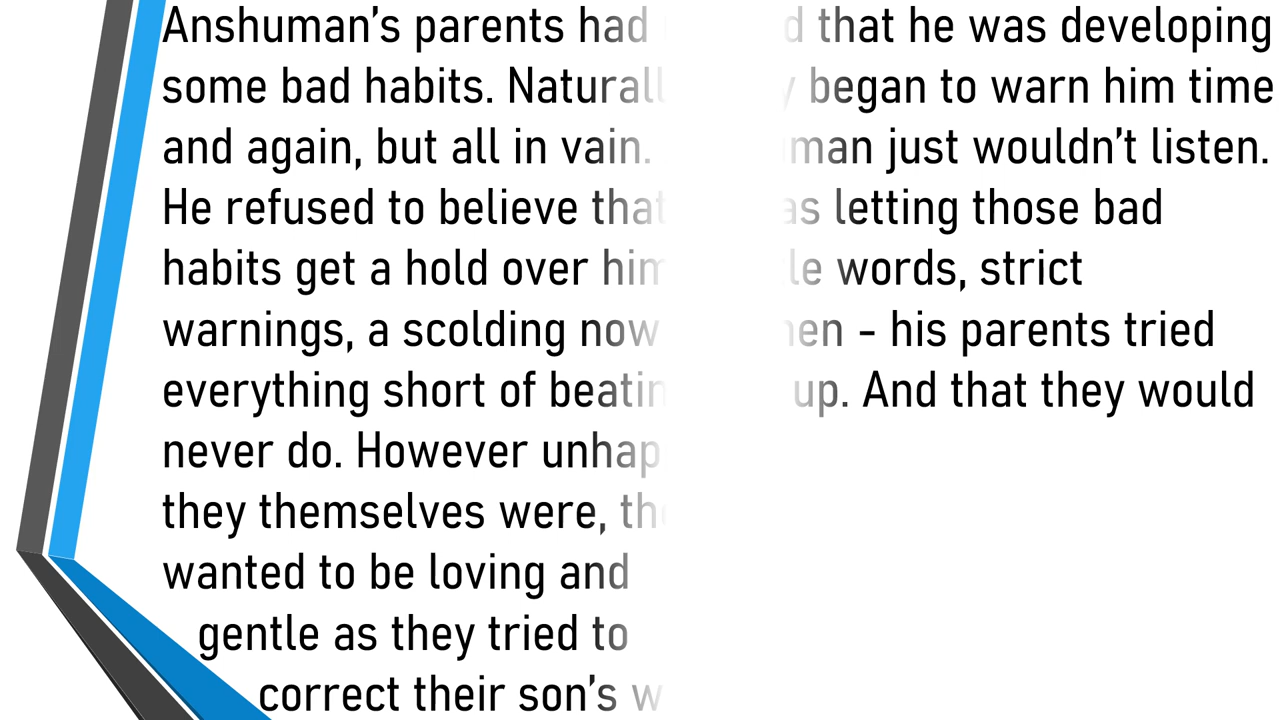 Anshuman's parents had that he was developing
some bad habits. began to warn him time
and again, but all in vain. just wouldn't listen.
He refused to believe that letting those bad
habits get a hold over him words, strict
warnings, a scolding now - his parents tried
everything short of up. And that they would
never do. However
they themselves were,
wanted to be loving and
gentle as they tried to
correct their son's